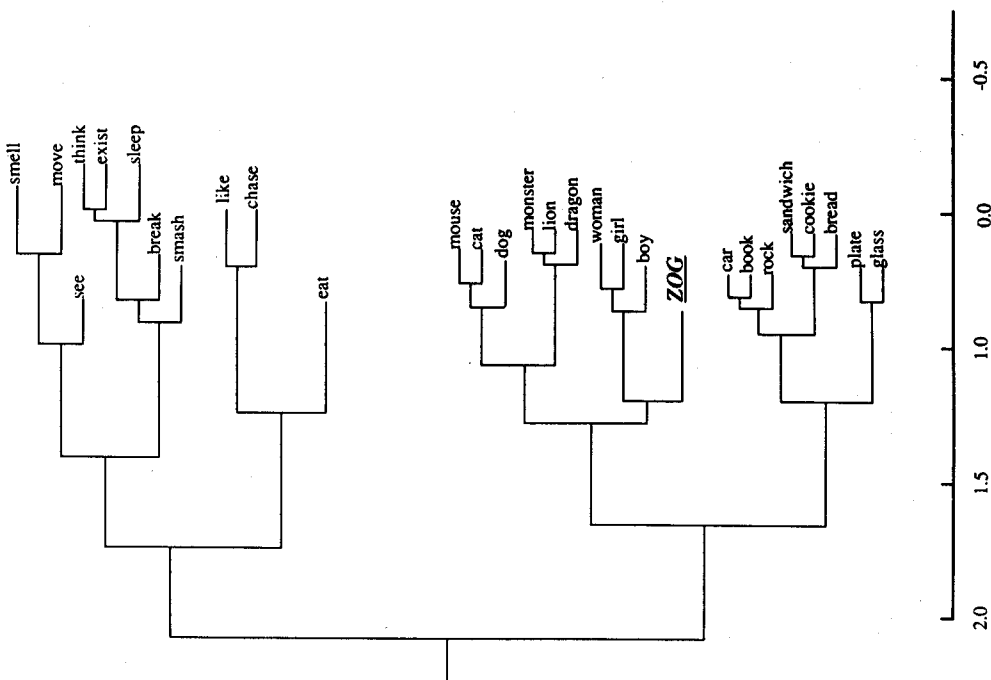 smell
move
think
exist
sleep
see
break
smash
like
chase
eat
mouse
cat
dog
monster
lion
dragon
woman
girl
boy
ZOG
car
book
rock
sandwich
cookie
bread
plate
glass
-0.5
0.0
1.0
1.5
2.0